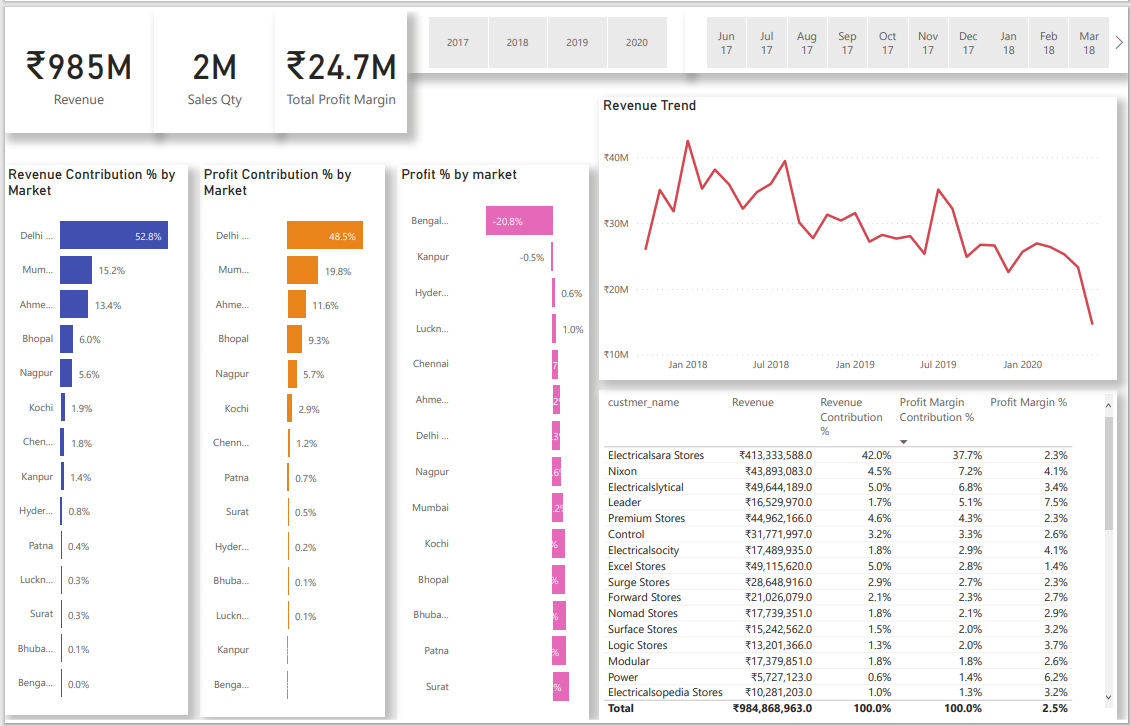 ₹985M
Revenue
2M
Sales Qty
₹24.7M
Total Profit Margin
2017 2018 2019 2020
Jun 17 Jul 17 Aug 17 Sep 17 Oct 17 Nov 17 Dec 17 Jan 18 Feb 18 Mar 18
Revenue Contribution % by
Market
Delhi ... 52.8%
Mum... 15.2%
Ahme... 13.4%
Bhopal 6.0%
Nagpur 5.6%
Kochi 1.9%
Chen... 1.8%
Kanpur 1.4%
Hyder... 0.8%
Patna 0.4%
Luckn... 0.3%
Surat 0.3%
Bhuba... 0.1%
Benga... 0.0%
Profit Contribution % by
Market
Delhi ... 48.5%
Mum... 19.8%
Ahme... 11.6%
Bhopal 9.3%
Nagpur 5.7%
Kochi 2.9%
Chenn... 1.2%
Patna 0.7%
Surat 0.5%
Hyder... 0.2%
Bhuba... 0.1%
Luckn... 0.1%
Kanpur
Benga...
Profit % by market
Bengal... -20.8%
Kanpur -0.5%
Hyder... 0.6%
Luckn... 1.0%
Chennai
Ahme...
Delhi ...
Nagpur
Mumbai
Kochi %
Bhopal %
Bhuba... %
Patna %
Surat %
Revenue Trend
₹40M
₹30M
₹20M
₹10M
Jan 2018 Jul 2018 Jan 2019 Jul 2019 Jan 2020
custmer_name Revenue Revenue Contribution % Profit Margin Contribution % Profit Margin %
Electricalsara Stores ₹413,333,588.0 42.0% 37.7% 2.3%
Nixon ₹43,893,083.0 4.5% 7.2% 4.1%
Electricalslytical ₹49,644,189.0 5.0% 6.8% 3.4%
Leader ₹16,529,970.0 1.7% 5.1% 7.5%
Premium Stores ₹44,962,166.0 4.6% 4.3% 2.3%
Control ₹31,771,997.0 3.2% 3.3% 2.6%
Electricalsocity ₹17,489,935.0 1.8% 2.9% 4.1%
Excel Stores ₹49,115,620.0 5.0% 2.8% 1.4%
Surge Stores ₹28,648,916.0 2.9% 2.7% 2.3%
Forward Stores ₹21,026,079.0 2.1% 2.3% 2.7%
Nomad Stores ₹17,739,351.0 1.8% 2.1% 2.9%
Surface Stores ₹15,242,562.0 1.5% 2.0% 3.2%
Logic Stores ₹13,201,366.0 1.3% 2.0% 3.7%
Modular ₹17,379,851.0 1.8% 1.8% 2.6%
Power ₹5,727,123.0 0.6% 1.4% 6.2%
Electricalsopedia Stores ₹10,281,203.0 1.0% 1.3% 3.2%
Total ₹984,868,963.0 100.0% 100.0% 2.5%